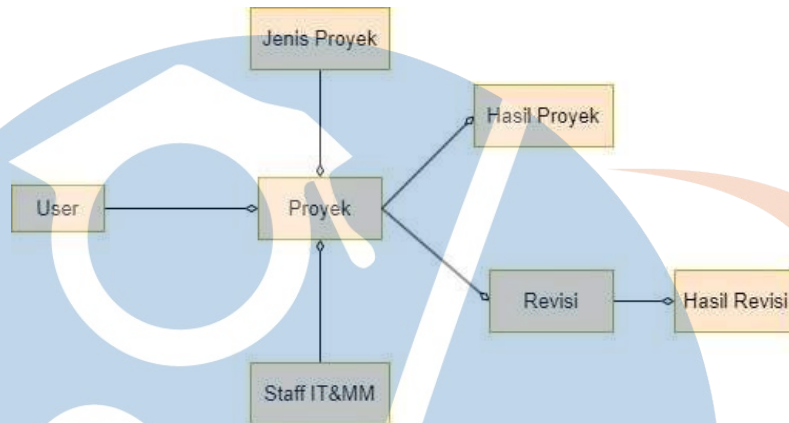 Jenis Proyek
Hasil Proyek
User
Proyek
Revisi
Hasil Revisi
Staff IT&MM